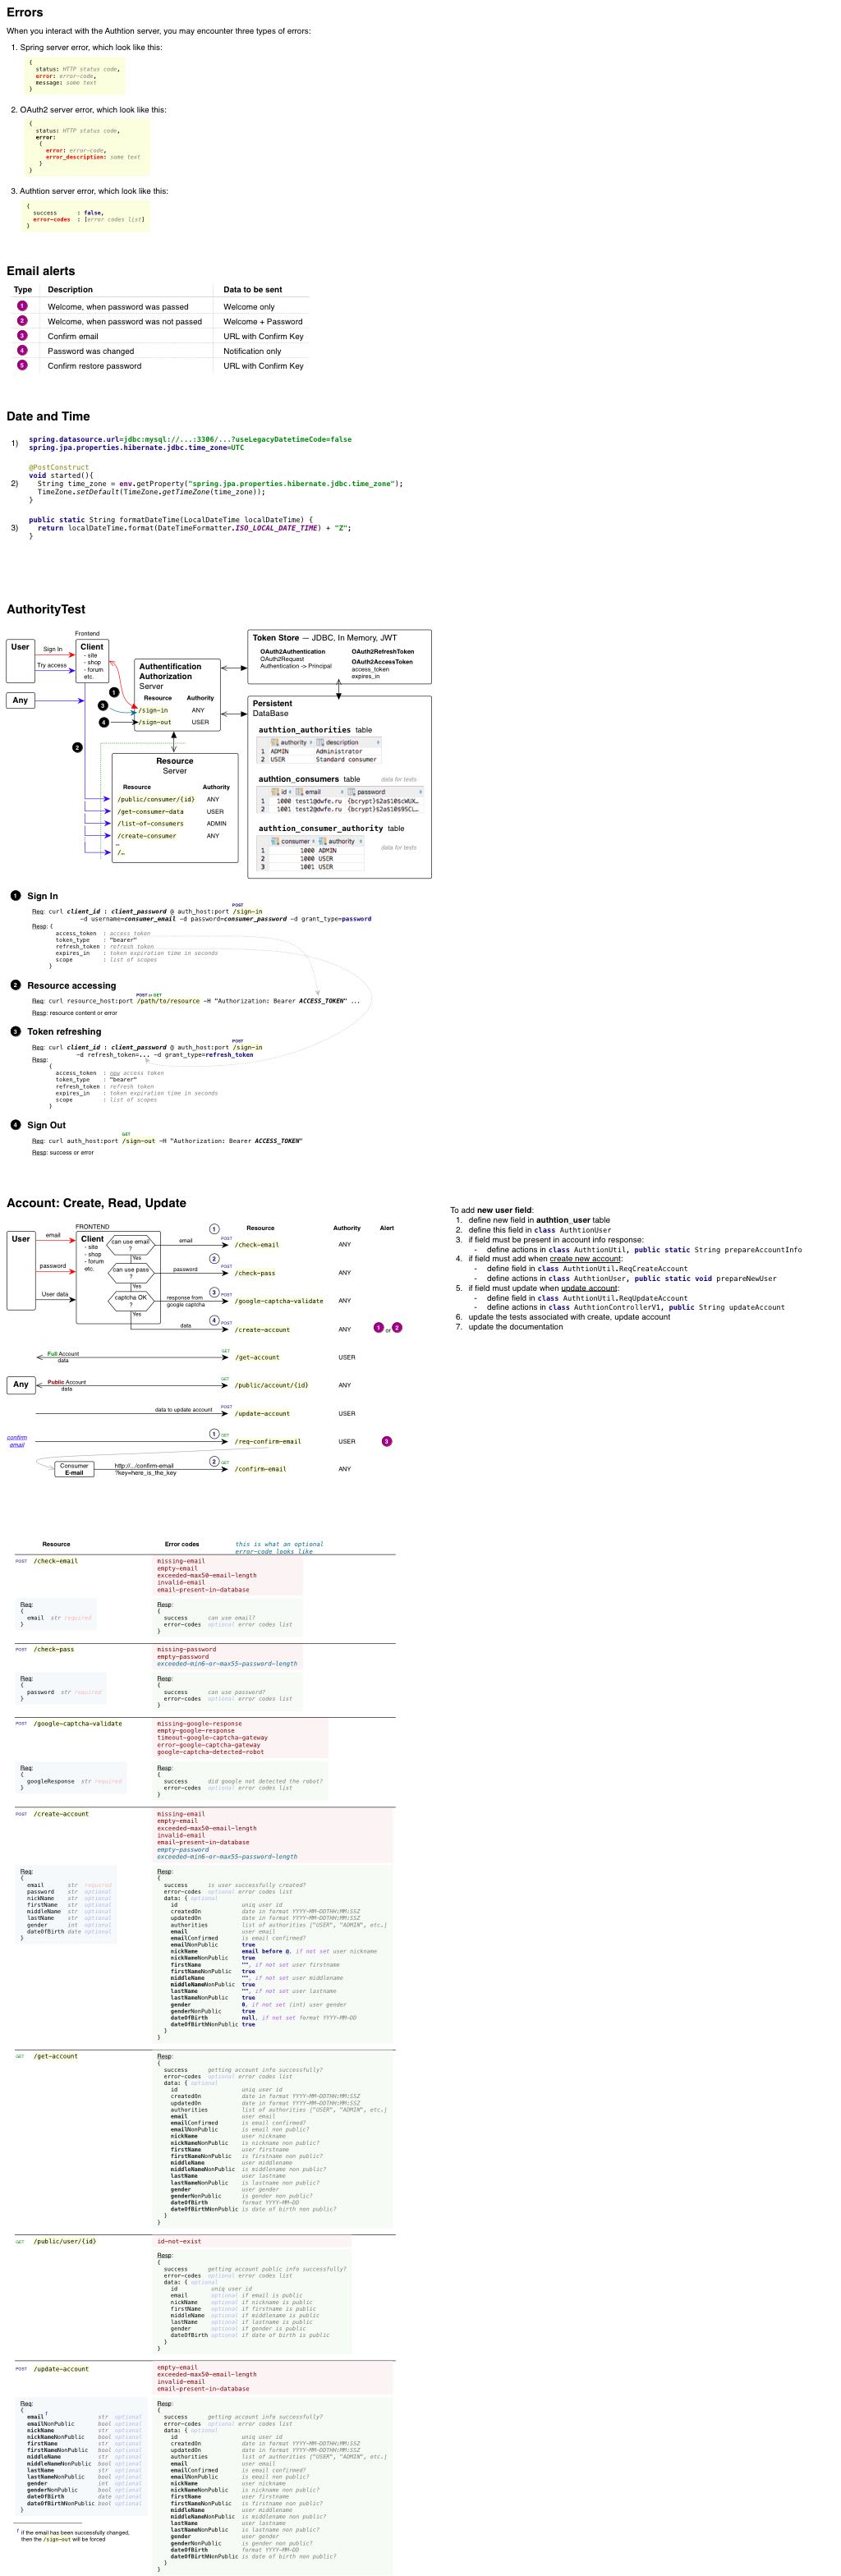 Errors
When you interact with the Authtion server, you may encounter three types of errors:
1. Spring server error, which look like this:
{
status: HTTP status code,
error: error-code,
message: some text
}
2. OAuth2 server error, which look like this:
{
status: HTTP status code,
error:
{
error: error-code,
error_description: some text
}
}
3. Authtion server error, which look like this:
{
success : false,
error-codes : [error codes list]
}
Email alerts
Type Description Data to be sent
1 Welcome, when password was passed Welcome only
2 Welcome, when password was not passed Welcome + Password
3 Confirm email URL with Confirm Key
4 Password was changed Notification only
5 Confirm restore password URL with Confirm Key
Date and Time
1) spring.datasource.url=jdbc:mysql://...:3306/...?useLegacyDatetimeCode=false
spring.jpa.properties.hibernate.jdbc.time_zone=UTC
2) @PostConstruct
void started(){
String time_zone = env.getProperty("spring.jpa.properties.hibernate.jdbc.time_zone");
TimeZone.setDefault(TimeZone.getTimeZone(time_zone));
}
3) public static String formatDateTime(LocalDateTime localDateTime) {
return localDateTime.format(DateTimeFormatter.ISO_LOCAL_DATE_TIME) + "Z";
}
AuthorityTest
Frontend
User
Sign In
Try access
Client
- site
- shop
- forum
etc.
Any
1
3
4
2
Authentification
Authorization
Server
Resource Authority
/sign-in ANY
/sign-out USER
Resource
Server
Resource Authority
/public/consumer/{id} ANY
/get-consumer-data USER
/list-of-consumers ADMIN
/create-consumer ANY
…
/…
Token Store — JDBC, In Memory, JWT
OAuth2Authentication
OAuth2Request
Authentication -> Principal
OAuth2RefreshToken
OAuth2AccessToken
access_token
expires_in
Persistent
DataBase
authtion_authorities table
authority description
1 ADMIN Administrator
2 USER Standard consumer
authtion_consumers table data for tests
id email password
1 1000 test1@dwfe.ru {bcrypt}$2a$10$cWUX…
2 1001 test2@dwfe.ru {bcrypt}$2a$10$9SCL…
authtion_consumer_authority table
data for tests
consumer authority
1 1000 ADMIN
2 1000 USER
3 1001 USER
1 Sign In
POST
Req: curl client_id : client_password @ auth_host:port /sign-in
-d username=consumer_email -d password=consumer_password -d grant_type=password
Resp: {
access_token : access token
token_type : "bearer"
refresh_token : refresh token
expires_in : token expiration time in seconds
scope : list of scopes
}
2 Resource accessing
POST or GET
Req: curl resource_host:port /path/to/resource -H "Authorization: Bearer ACCESS_TOKEN" ...
Resp: resource content or error
3 Token refreshing
POST
Req: curl client_id : client_password @ auth_host:port /sign-in
-d refresh_token=... -d grant_type=refresh_token
Resp:
{
access_token : new access token
token_type : "bearer"
refresh_token : refresh token
expires_in : token expiration time in seconds
scope : list of scopes
}
4 Sign Out
GET
Req: curl auth_host:port /sign-out -H "Authorization: Bearer ACCESS_TOKEN"
Resp: success or error
Account: Create, Read, Update
FRONTEND
Resource Authority Alert
User
email
password
User data
Client
- site
- shop
- forum
etc.
can use email
?
Yes
can use pass
?
Yes
captcha OK
?
Yes
1 email POST /check-email ANY
2 password POST /check-pass ANY
3 response from google captcha POST /google-captcha-validate ANY
4 data POST /create-account ANY 1 or 2
Full Account data GET /get-account USER
Any Public Account data GET /public/account/{id} ANY
data to update account POST /update-account USER
confirm email 1 GET /req-confirm-email USER 3
Consumer E-mail http://.../confirm-email ?key=here_is_the_key 2 GET /confirm-email ANY
To add new user field:
1. define new field in authtion_user table
2. define this field in class AuthtionUser
3. if field must be present in account info response:
- define actions in class AuthtionUtil, public static String prepareAccountInfo
4. if field must add when create new account:
- define field in class AuthtionUtil.ReqCreateAccount
- define actions in class AuthtionUser, public static void prepareNewUser
5. if field must update when update account:
- define field in class AuthtionUtil.ReqUpdateAccount
- define actions in class AuthtionControllerV1, public String updateAccount
6. update the tests associated with create, update account
7. update the documentation
Resource Error codes this is what an optional
error-code looks like
POST /check-email missing-email
empty-email
exceeded-max50-email-length
invalid-email
email-present-in-database
Req:
{
email str required
}
Resp:
{
success can use email?
error-codes optional error codes list
}
POST /check-pass missing-password
empty-password
exceeded-min6-or-max55-password-length
Req:
{
password str required
}
Resp:
{
success can use password?
error-codes optional error codes list
}
POST /google-captcha-validate missing-google-response
empty-google-response
timeout-google-captcha-gateway
error-google-captcha-gateway
google-captcha-detected-robot
Req:
{
googleResponse str required
}
Resp:
{
success did google not detected the robot?
error-codes optional error codes list
}
POST /create-account missing-email
empty-email
exceeded-max50-email-length
invalid-email
email-present-in-database
empty-password
exceeded-min6-or-max55-password-length
Req:
{
email str required
password str optional
nickName str optional
firstName str optional
middleName str optional
lastName str optional
gender int optional
dateOfBirth date optional
}
Resp:
{
success is user successfully created?
error-codes optional error codes list
data: { optional
id uniq user id
createdOn date in format YYYY-MM-DDTHH:MM:SSZ
updatedOn date in format YYYY-MM-DDTHH:MM:SSZ
authorities list of authorities ["USER", "ADMIN", etc.]
email user email
emailConfirmed is email confirmed?
emailNonPublic true
nickName email before @, if not set user nickname
nickNameNonPublic true
firstName "", if not set user firstname
firstNameNonPublic true
middleName "", if not set user middlename
middleNameNonPublic true
lastName "", if not set user lastname
lastNameNonPublic true
gender 0, if not set (int) user gender
genderNonPublic true
dateOfBirth null, if not set format YYYY-MM-DD
dateOfBirthNonPublic true
}
}
GET /get-account
Resp:
{
success getting account info successfully?
error-codes optional error codes list
data: { optional
id uniq user id
createdOn date in format YYYY-MM-DDTHH:MM:SSZ
updatedOn date in format YYYY-MM-DDTHH:MM:SSZ
authorities list of authorities ["USER", "ADMIN", etc.]
email user email
emailConfirmed is email confirmed?
emailNonPublic is email non public?
nickName user nickname
nickNameNonPublic is nickname non public?
firstName user firstname
firstNameNonPublic is firstname non public?
middleName user middlename
middleNameNonPublic is middlename non public?
lastName user lastname
lastNameNonPublic is lastname non public?
gender user gender
genderNonPublic is gender non public?
dateOfBirth format YYYY-MM-DD
dateOfBirthNonPublic is date of birth non public?
}
}
GET /public/user/{id} id-not-exist
Resp:
{
success getting account public info successfully?
error-codes optional error codes list
data: { optional
id uniq user id
email optional if email is public
nickName optional if nickname is public
firstName optional if firstname is public
middleName optional if middlename is public
lastName optional if lastname is public
gender optional if gender is public
dateOfBirth optional if date of birth is public
}
}
POST /update-account empty-email
exceeded-max50-email-length
invalid-email
email-present-in-database
Req:
{
email† str optional
emailNonPublic bool optional
nickName str optional
nickNameNonPublic bool optional
firstName str optional
firstNameNonPublic bool optional
middleName str optional
middleNameNonPublic bool optional
lastName str optional
lastNameNonPublic bool optional
gender int optional
genderNonPublic bool optional
dateOfBirth date optional
dateOfBirthNonPublic bool optional
}
† If the email has been successfully changed,
then the /sign-out will be forced
Resp:
{
success getting account info successfully?
error-codes optional error codes list
data: { optional
id uniq user id
createdOn date in format YYYY-MM-DDTHH:MM:SSZ
updatedOn date in format YYYY-MM-DDTHH:MM:SSZ
authorities list of authorities ["USER", "ADMIN", etc.]
email user email
emailConfirmed is email confirmed?
emailNonPublic is email non public?
nickName user nickname
nickNameNonPublic is nickname non public?
firstName user firstname
firstNameNonPublic is firstname non public?
middleName user middlename
middleNameNonPublic is middlename non public?
lastName user lastname
lastNameNonPublic is lastname non public?
gender user gender
genderNonPublic is gender non public?
dateOfBirth format YYYY-MM-DD
dateOfBirthNonPublic is date of birth non public?
}
}